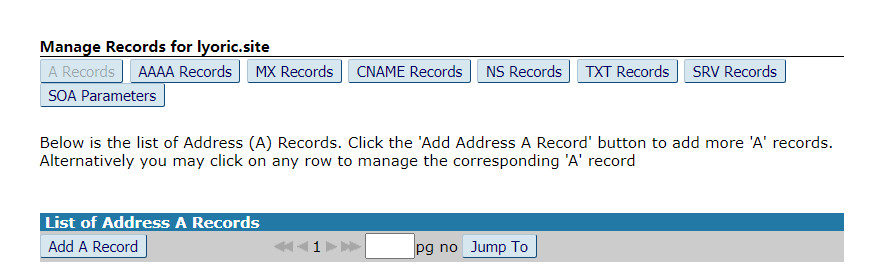 Manage Records for lyoric.site
A Records AAAA Records MX Records CNAME Records NS Records TXT Records SRV Records
SOA Parameters
Below is the list of Address (A) Records. Click the 'Add Address A Record' button to add more 'A' records.
Alternatively you may click on any row to manage the corresponding 'A' record
List of Address A Records
Add A Record 1 pg no Jump To